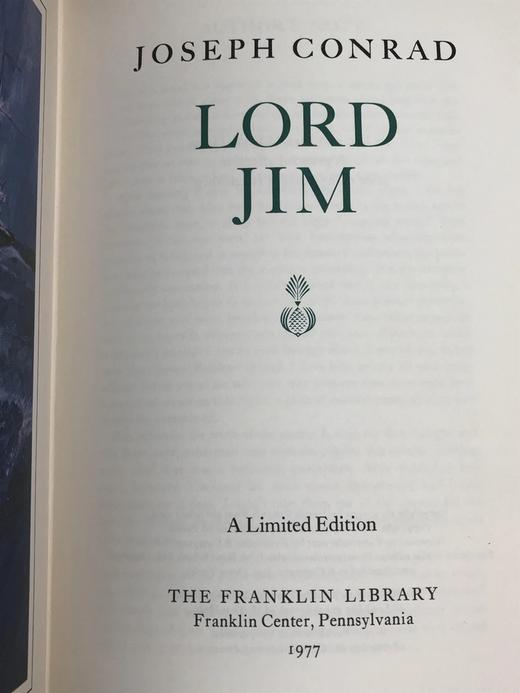 JOSEPH CONRAD
LORD
JIM
A Limited Edition
THE FRANKLIN LIBRARY
Franklin Center, Pennsylvania
1977